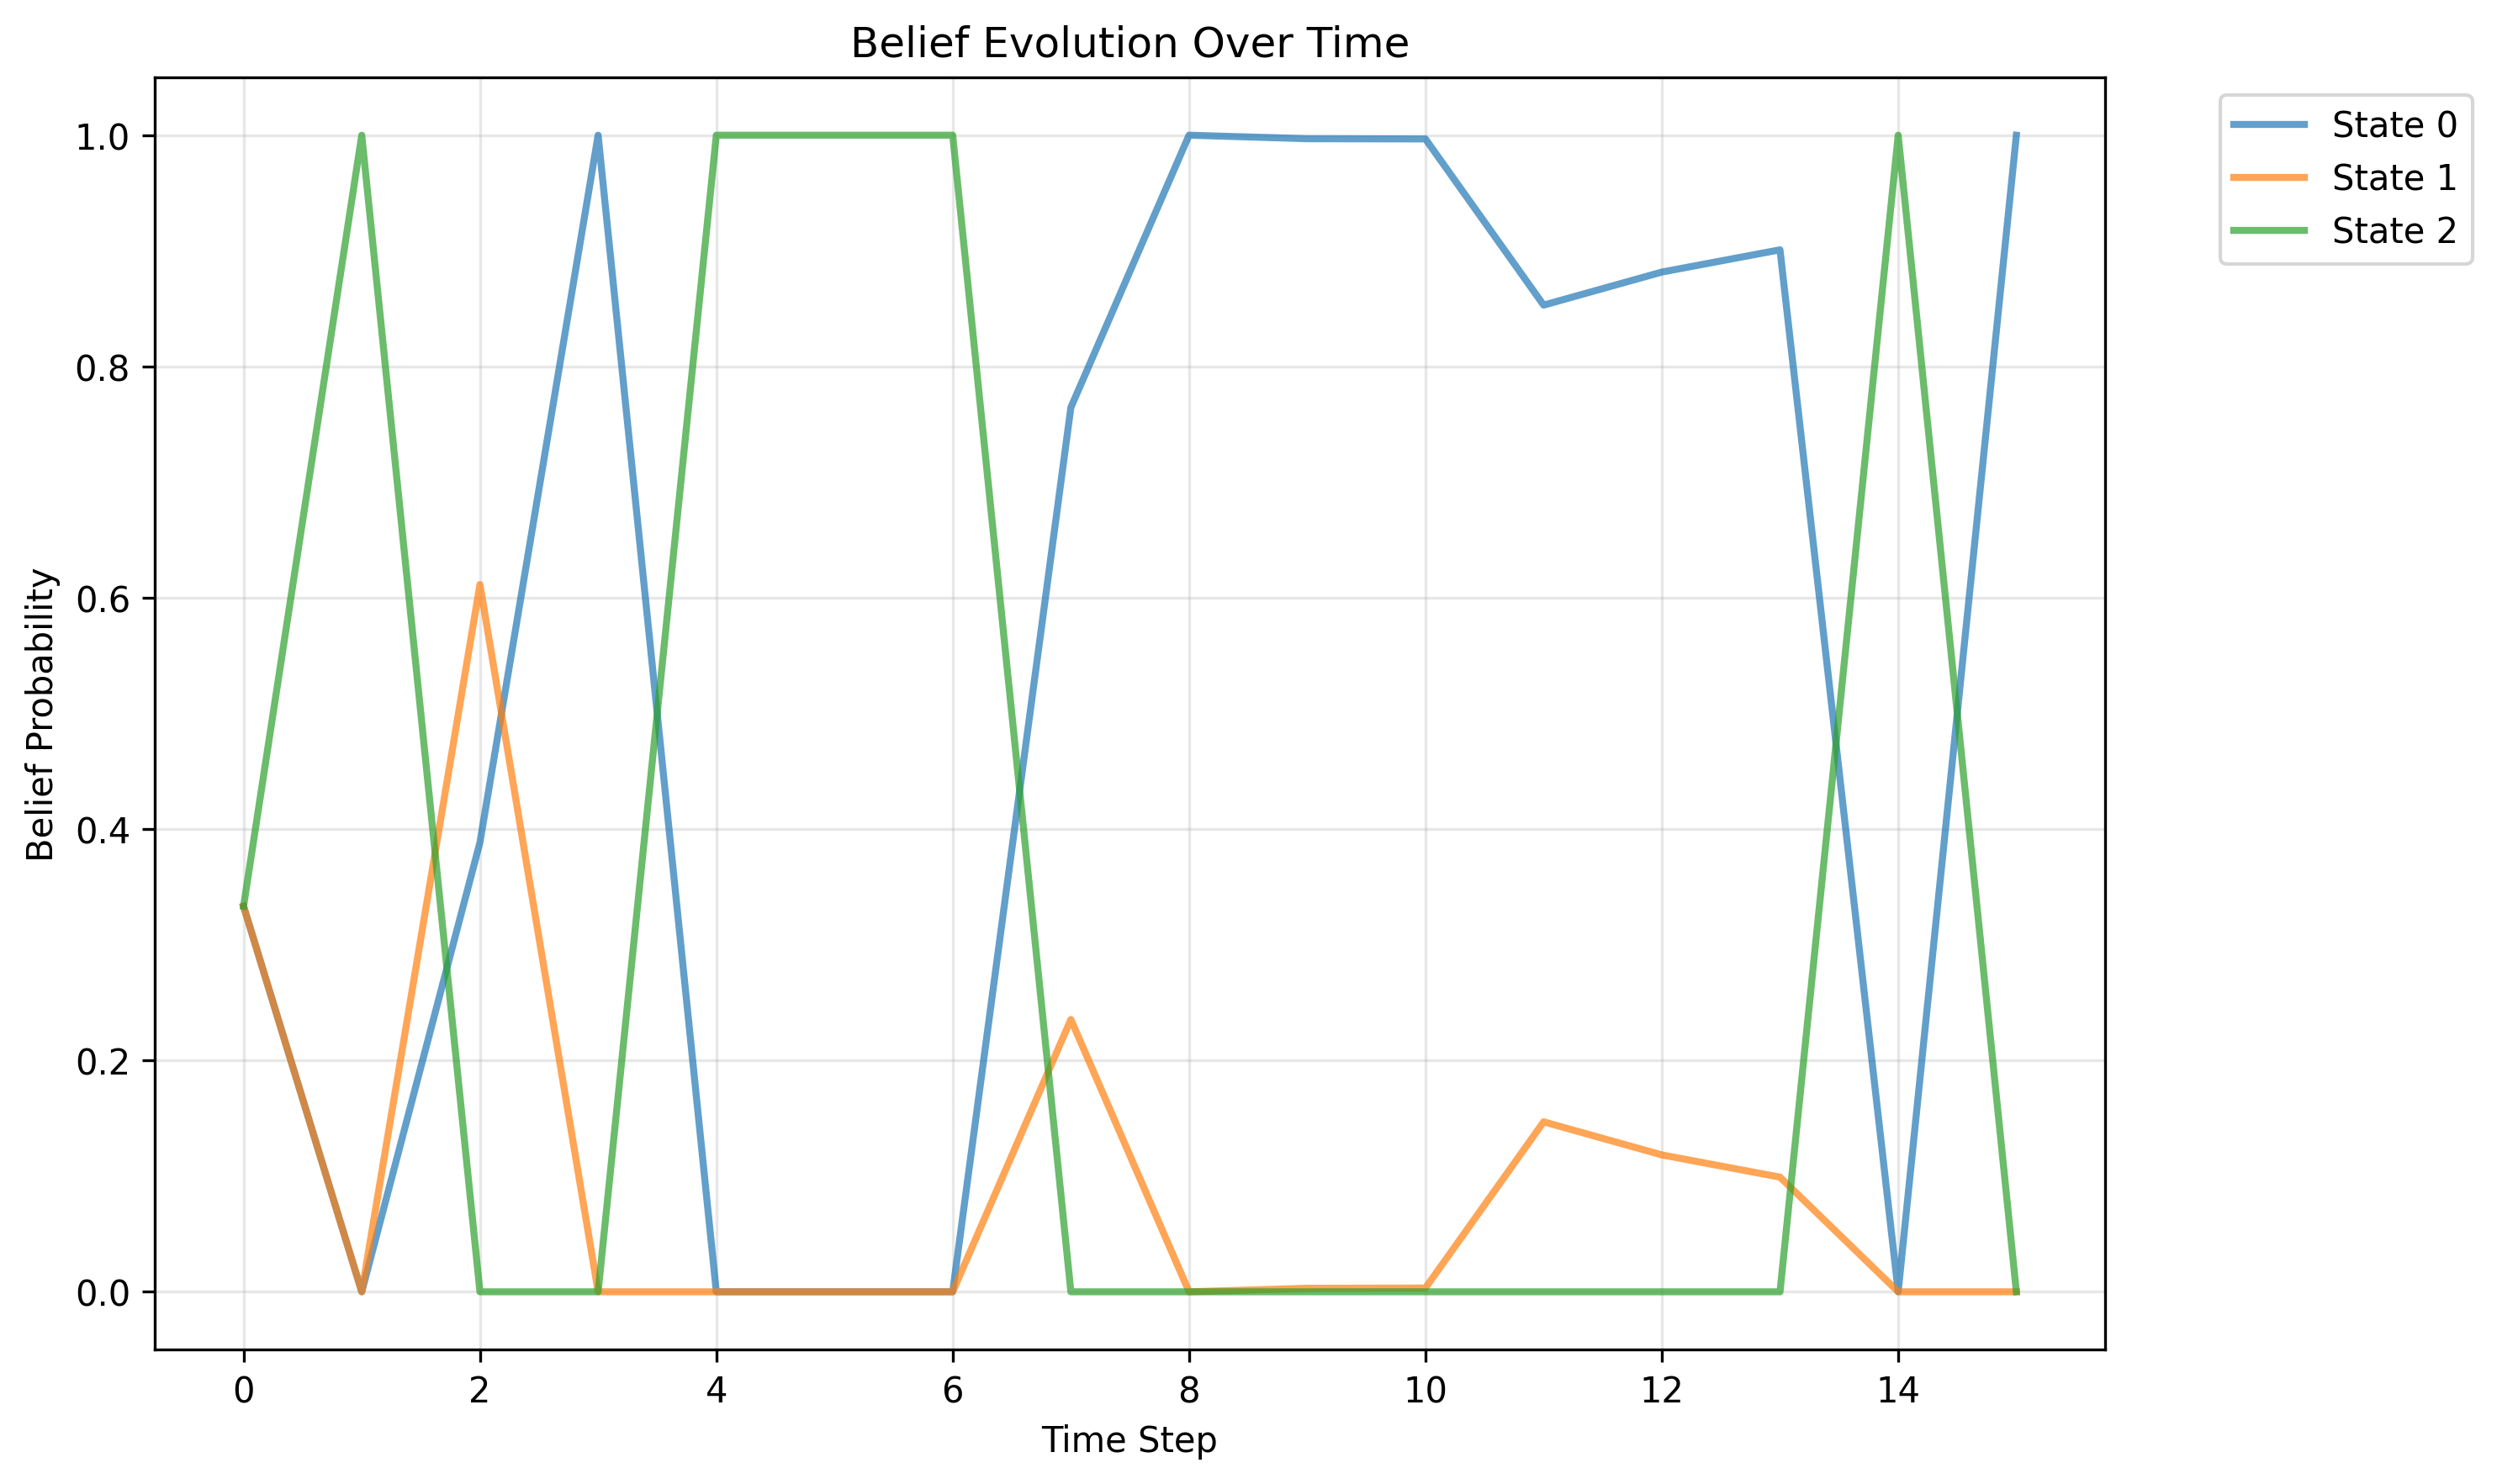 Belief Evolution Over Time
1.0
0.8
0.6
0.4
0.2
0.0
Belief Probability
0 2 4 6 8 10 12 14
Time Step
State 0
State 1
State 2